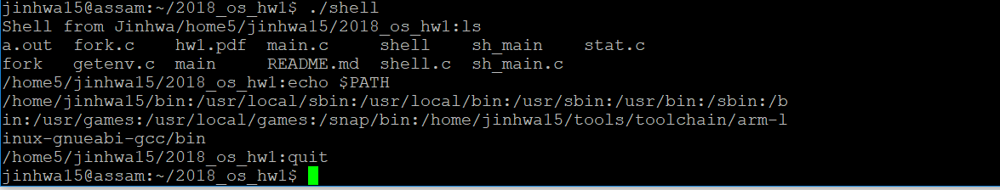 jinhwa15@assam:~/2018_os_hw1$ ./shell
Shell from Jinhwa/home5/jinhwa15/2018_os_hw1:ls
a.out  fork.c    hw1.pdf  main.c     shell    sh_main    stat.c
fork   getenv.c  main     README.md  shell.c  sh_main.c
/home5/jinhwa15/2018_os_hw1:echo $PATH
/home/jinhwa15/bin:/usr/local/sbin:/usr/local/bin:/usr/sbin:/usr/bin:/sbin:/b
in:/usr/games:/usr/local/games:/snap/bin:/home/jinhwa15/tools/toolchain/arm-l
inux-gnueabi-gcc/bin
/home5/jinhwa15/2018_os_hw1:quit
jinhwa15@assam:~/2018_os_hw1$